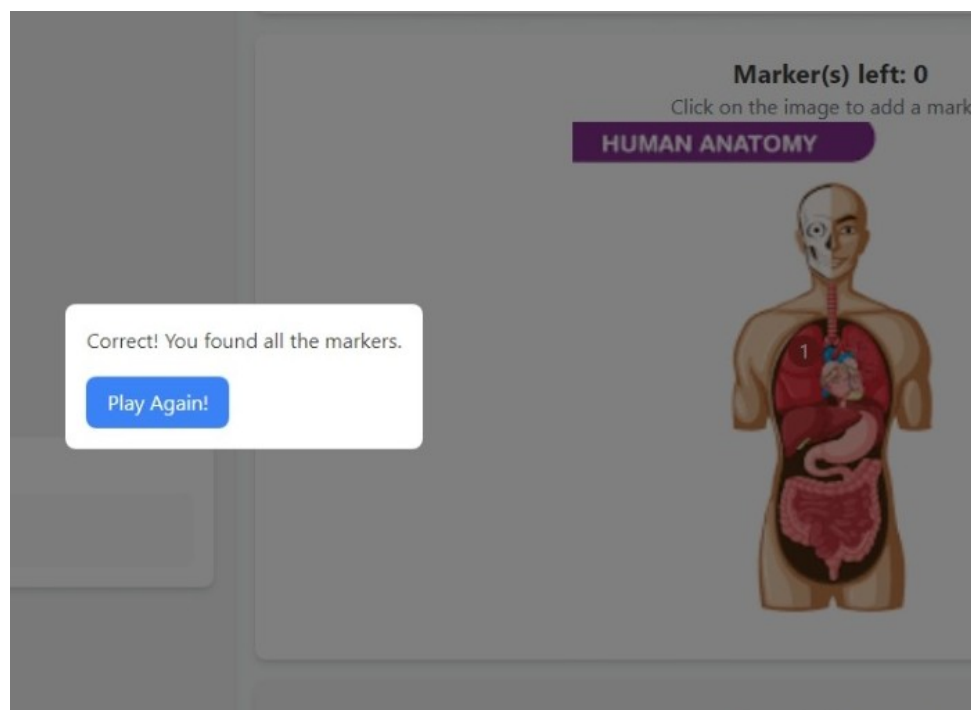 Marker(s) left: 0
Click on the image to add a mark
HUMAN ANATOMY
1
Correct! You found all the markers.
Play Again!